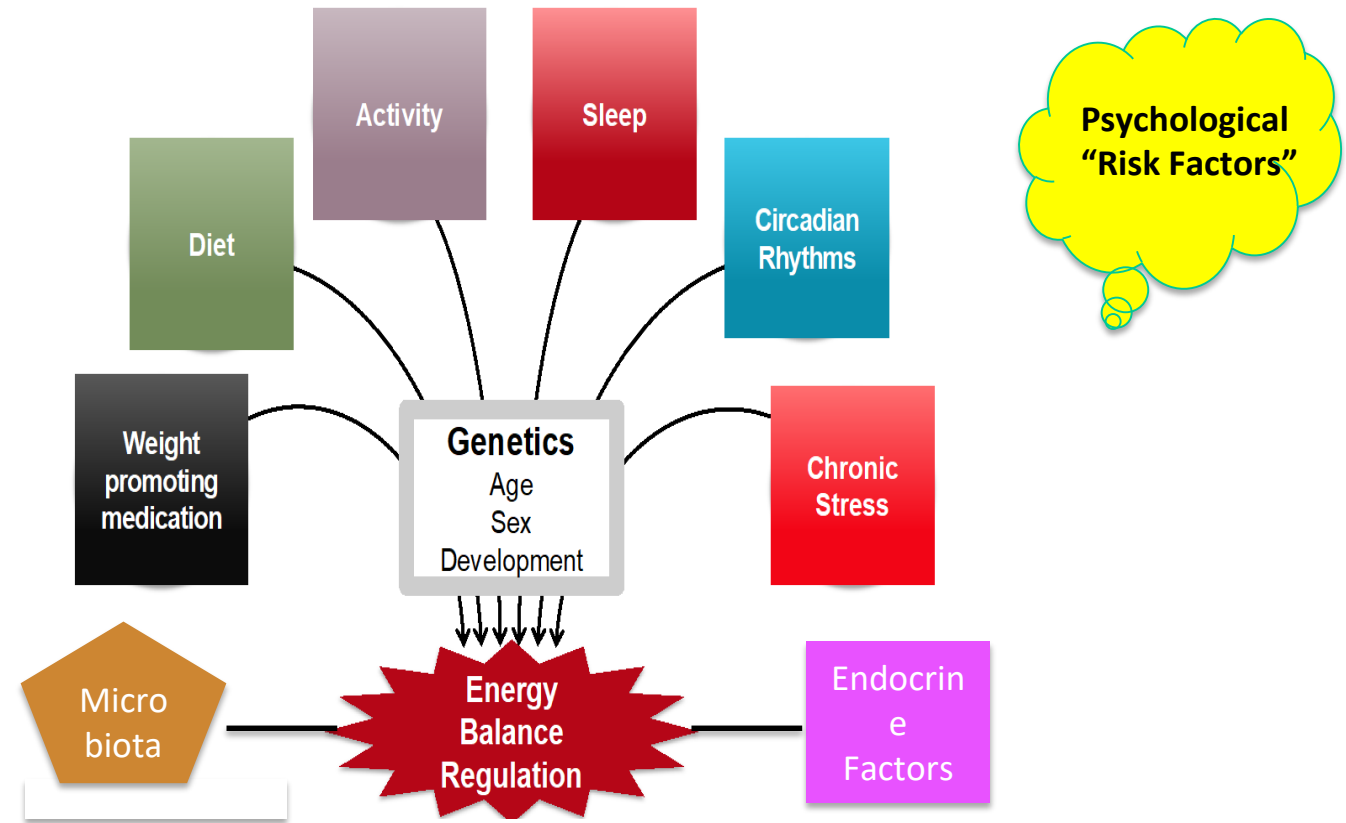 Activity
Sleep
Psychological
“Risk Factors”
Diet
Circadian
Rhythms
Weight
promoting
medication
Genetics
Age
Sex
Development
Chronic
Stress
Micro
biota
Energy
Balance
Regulation
Endocrin
e
Factors